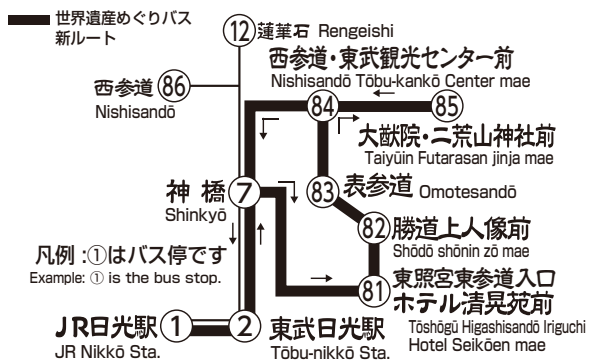 世界遺産めぐりバス
新ルート
⑫ 蓮華石 Rengeishi
西参道・東武観光センター前
Nishisandō Tōbu-kankō Center mae
西参道 86
Nishisandō
84
85
大猷院・二荒山神社前
Taiyūin Futarasan jinja mae
神橋 ⑦
Shinkyō
83 表参道 Omotesandō
82 勝道上人像前
Shōdō shōnin zō mae
凡例:①はバス停です
Example: ① is the bus stop.
81 東照宮東参道入口
ホテル清晃苑前
Tōshōgū Higashisandō Iriguchi
Hotel Seikōen mae
JR日光駅 ①
JR Nikkō Sta.
② 東武日光駅
Tōbu-nikkō Sta.